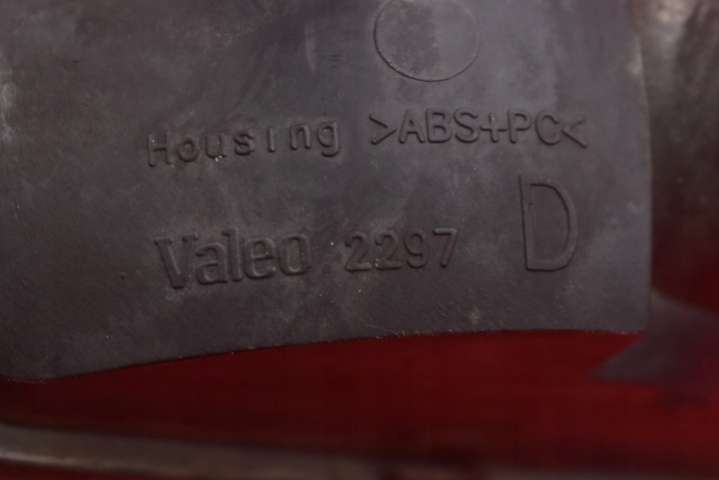 Housing >ABS+PC<
Valeo 2297 D